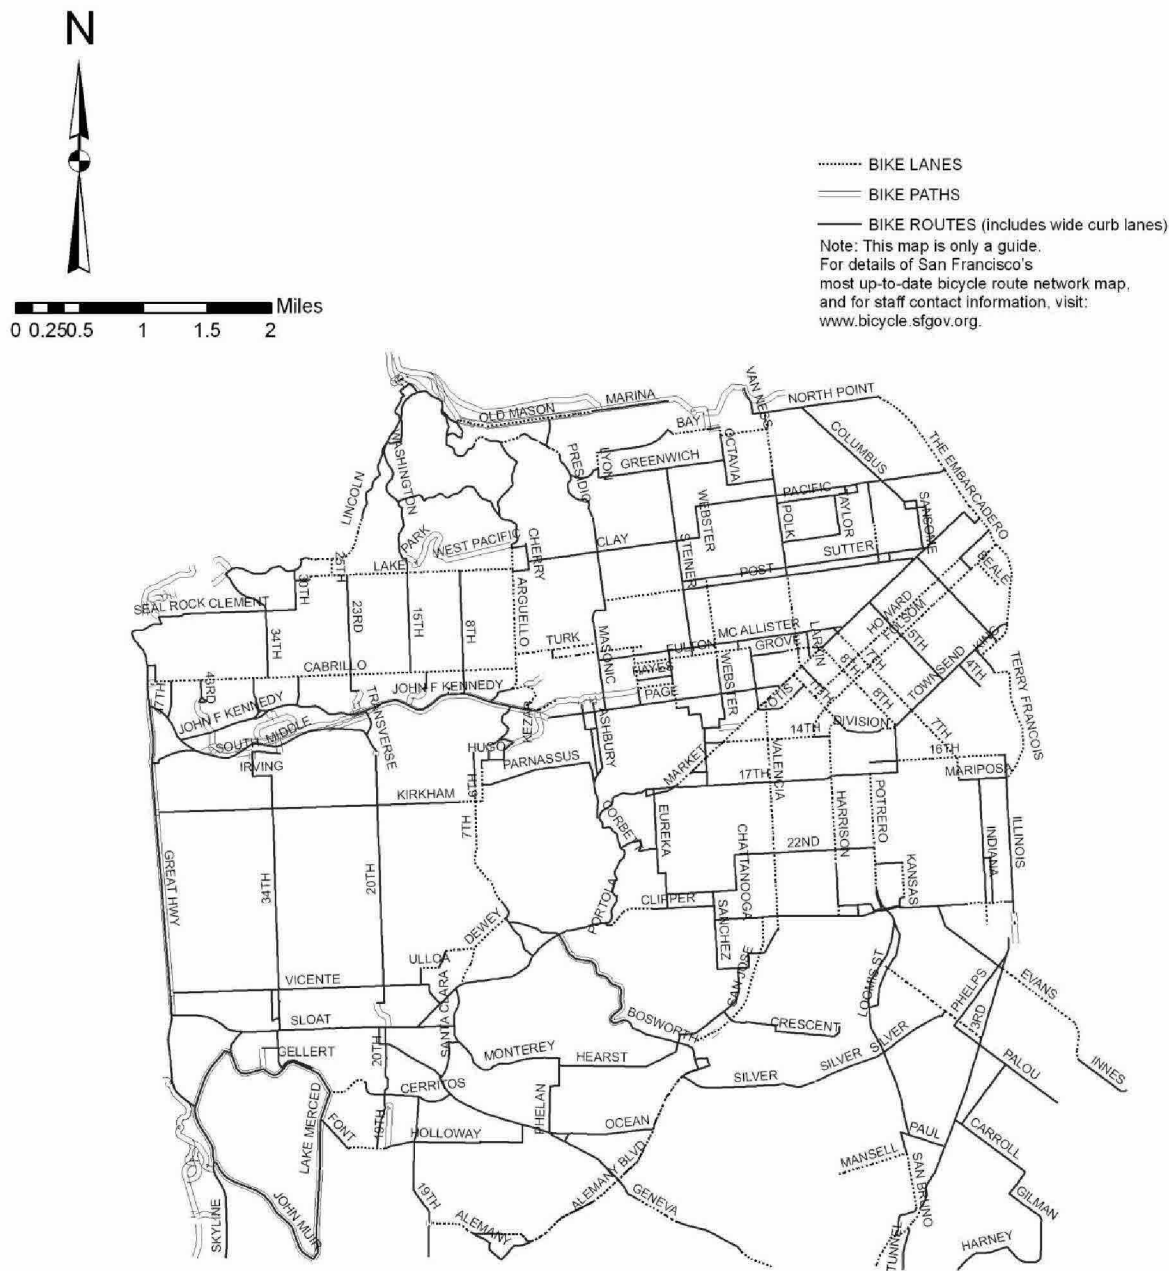 N
Miles
0 0.250.5 1 1.5 2
BIKE LANES
BIKE PATHS
BIKE ROUTES (includes wide curb lanes)
Note: This map is only a guide.
For details of San Francisco's
most up-to-date bicycle route network map,
and for staff contact information, visit:
www.bicycle.sfgov.org.
OLD MASON
MARINA
VAN NESS
NORTH POINT
BAY
COLUMBUS
THE EMBARCADERO
WASHINGTON
LINCOLN
PRESIDIO
LYON
GREENWICH
OCTAVIA
WEBSTER
PACIFIC
POLK
TAYLOR
SANSOME
PARK
WEST PACIFIC
CHERRY
CLAY
STEINER
SUTTER
POST
BEALE
25TH
LAKE
30TH
SEAL ROCK
CLEMENT
34TH
23RD
15TH
8TH
ARGUELLO
TURK
MASONIC
FULTON
MC ALLISTER
GROVE
LARKIN
HOWARD
FOLSOM
5TH
7TH
8TH
KING
4TH
TOWNSEND
TERRY FRANCOIS
CABRILLO
HAYES
PAGE
WEBSTER
OTIS
11TH
8TH
7TH
47TH
43RD
JOHN F KENNEDY
JOHN F KENNEDY
TRANSVERSE
SOUTH
MIDDLE
KEZAR
ASHBURY
14TH
DIVISION
IRVING
HUGO
PARNASSUS
MARKET
17TH
VALENCIA
16TH
MARIPOSA
KIRKHAM
6TH
7TH
CORBETT
EUREKA
CHATTANOOGA
22ND
HARRISON
POTRERO
KANSAS
INDIANA
ILLINOIS
GREAT HWY
34TH
20TH
PORTOLA
CLIPPER
SANCHEZ
DEWEY
ULLOA
SANTA CLARA
VICENTE
SLOAT
SAN JOSE
LOOMIS ST
PHELPS
3RD
EVANS
BOSWORTH
CRESCENT
GELLERT
20TH
MONTEREY
HEARST
SILVER
SILVER
SILVER
PALOU
INNES
CERRITOS
PHELAN
LAKE MERCED
FONT
19TH
HOLLOWAY
OCEAN
PAUL
CARROLL
MANSELL
SAN BRUNO
ALEMANY BLVD
GENEVA
GILMAN
19TH
ALEMANY
SKYLINE
JOHN MUIR
TUNNEL
HARNEY